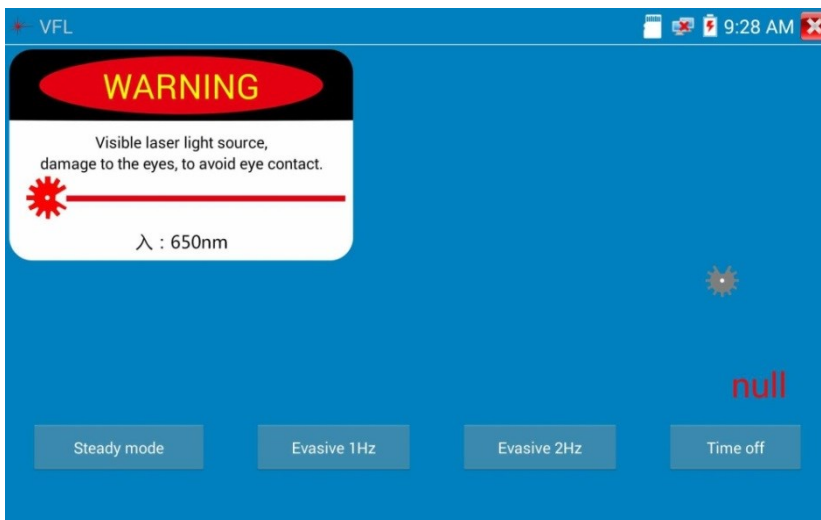 VFL
9:28 AM
WARNING
Visible laser light source,
damage to the eyes, to avoid eye contact.
入 : 650nm
null
Steady mode
Evasive 1Hz
Evasive 2Hz
Time off